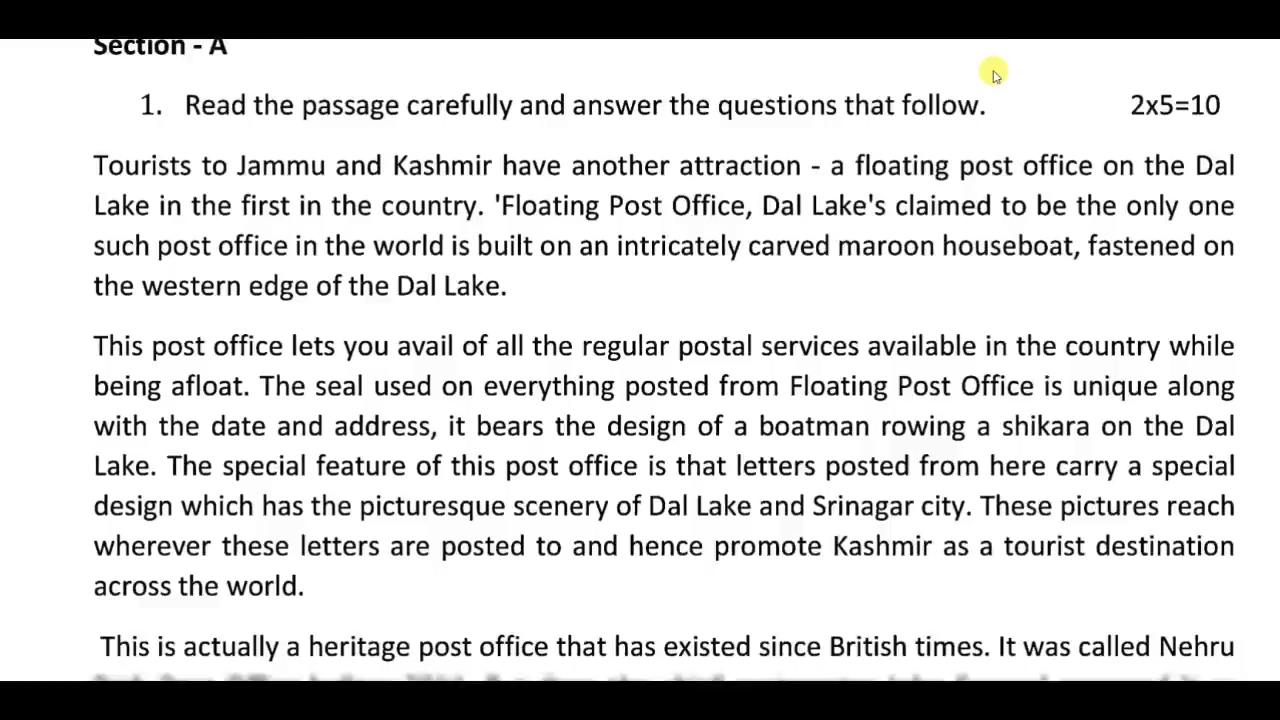 Section - A
1. Read the passage carefully and answer the questions that follow. 2x5=10
Tourists to Jammu and Kashmir have another attraction - a floating post office on the Dal
Lake in the first in the country. 'Floating Post Office, Dal Lake's claimed to be the only one
such post office in the world is built on an intricately carved maroon houseboat, fastened on
the western edge of the Dal Lake.
This post office lets you avail of all the regular postal services available in the country while
being afloat. The seal used on everything posted from Floating Post Office is unique along
with the date and address, it bears the design of a boatman rowing a shikara on the Dal
Lake. The special feature of this post office is that letters posted from here carry a special
design which has the picturesque scenery of Dal Lake and Srinagar city. These pictures reach
wherever these letters are posted to and hence promote Kashmir as a tourist destination
across the world.
This is actually a heritage post office that has existed since British times. It was called Nehru